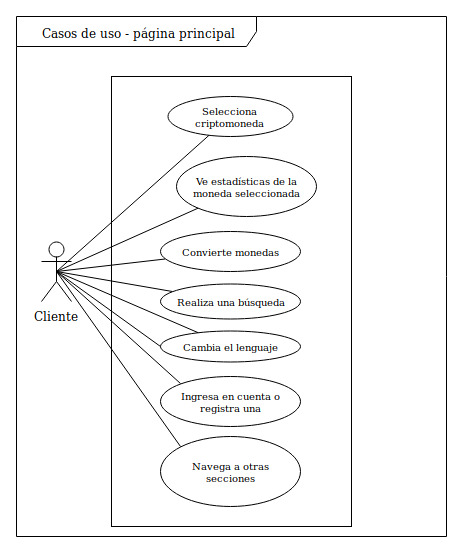 Casos de uso - página principal
Selecciona
criptomoneda
Ve estadísticas de la
moneda seleccionada
Convierte monedas
Realiza una búsqueda
Cliente
Cambia el lenguaje
Ingresa en cuenta o
registra una
Navega a otras
secciones